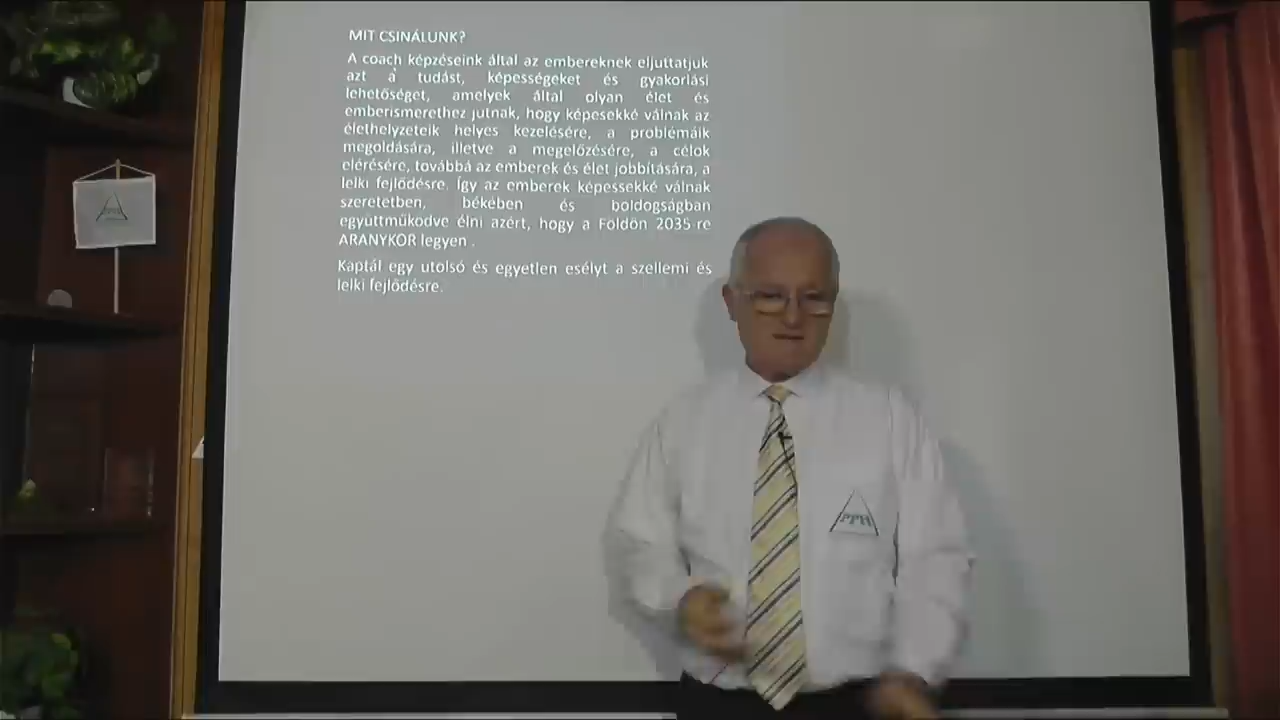 MIT CSINÁLUNK?
A coach képzéseink által az embereknek eljuttatjuk
azt a tudást, képességeket és gyakorlási
lehetőséget, amelyek által olyan élet és
emberismerethez jutnak, hogy képesekké válnak az
élethelyzeteik helyes kezelésére, a problémáik
megoldására, illetve a megelőzésére, a célok
elérésére, továbbá az emberek és élet jobbítására, a
lelki fejlődésre. Így az emberek képessekké válnak
szeretetben, békében és boldogságban
együttműködve élni azért, hogy a Földön 2035-re
ARANYKOR legyen .
Kaptál egy utolsó és egyetlen esélyt a szellemi és
lelki fejlődésre.
PPH